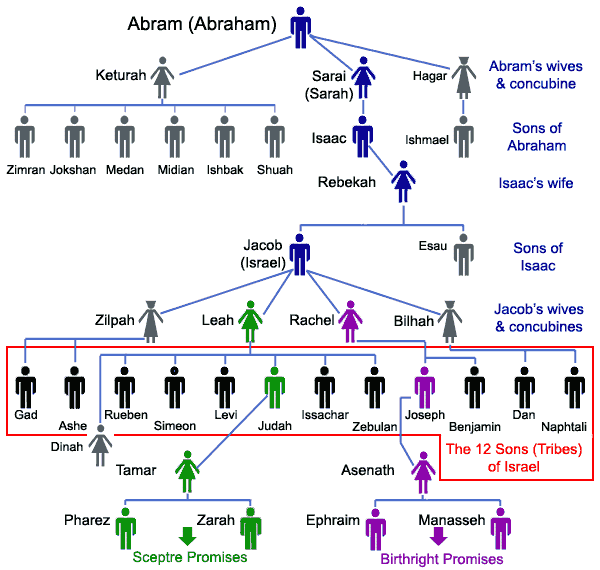 Abram (Abraham)
Keturah
Sarai
(Sarah)
Hagar
Abram's wives
& concubine
Isaac
Ishmael
Sons of
Abraham
Zimran
Jokshan
Medan
Midian
Ishbak
Shuah
Rebekah
Isaac's wife
Jacob
(Israel)
Esau
Sons of
Isaac
Zilpah
Leah
Rachel
Bilhah
Jacob's wives
& concubines
Gad
Ashe
Rueben
Simeon
Levi
Judah
Issachar
Zebulan
Joseph
Benjamin
Dan
Naphtali
Dinah
The 12 Sons (Tribes)
of Israel
Tamar
Asenath
Pharez
Zarah
Ephraim
Manasseh
Sceptre Promises
Birthright Promises